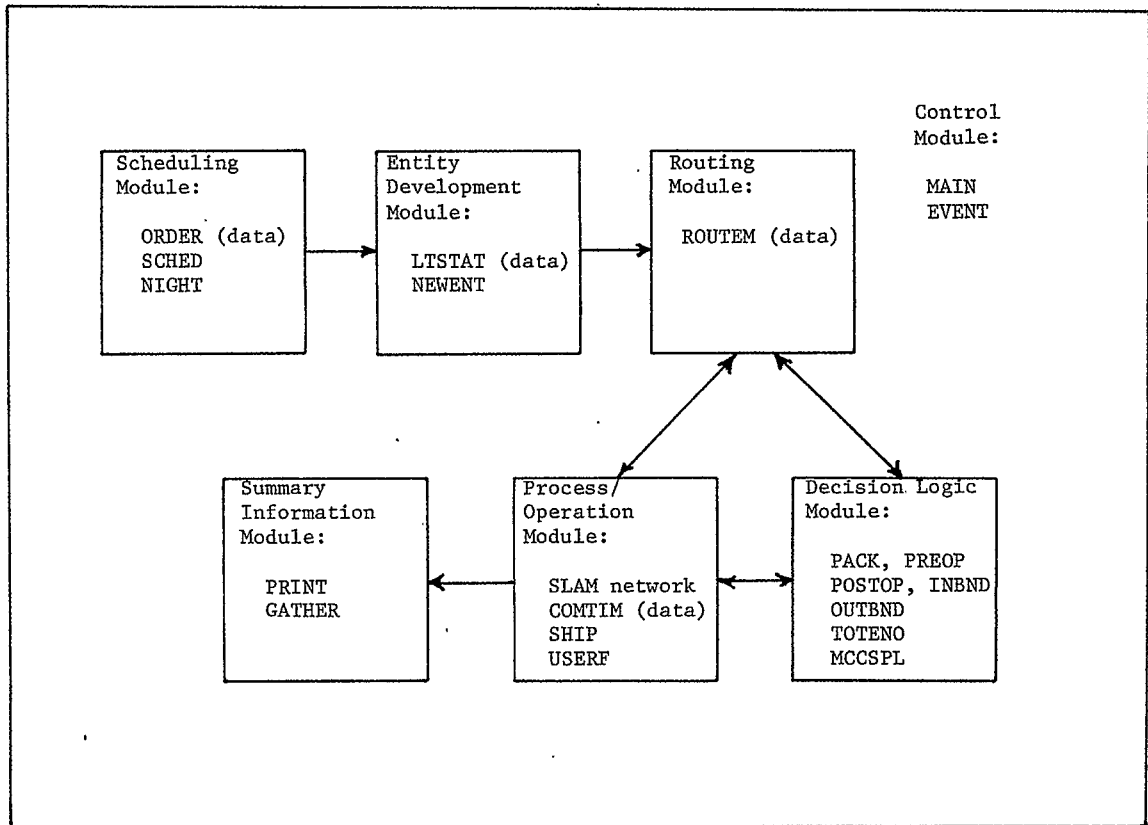 Control
Module:
MAIN
EVENT
Scheduling
Module:
ORDER (data)
SCHED
NIGHT
Entity
Development
Module:
LTSTAT (data)
NEWENT
Routing
Module:
ROUTEM (data)
Summary
Information
Module:
PRINT
GATHER
Process
Operation
Module:
SLAM network
COMTIM (data)
SHIP
USERF
Decision Logic
Module:
PACK, PREOP
POSTOP, INBND
OUTBND
TOTENO
MCCSPL